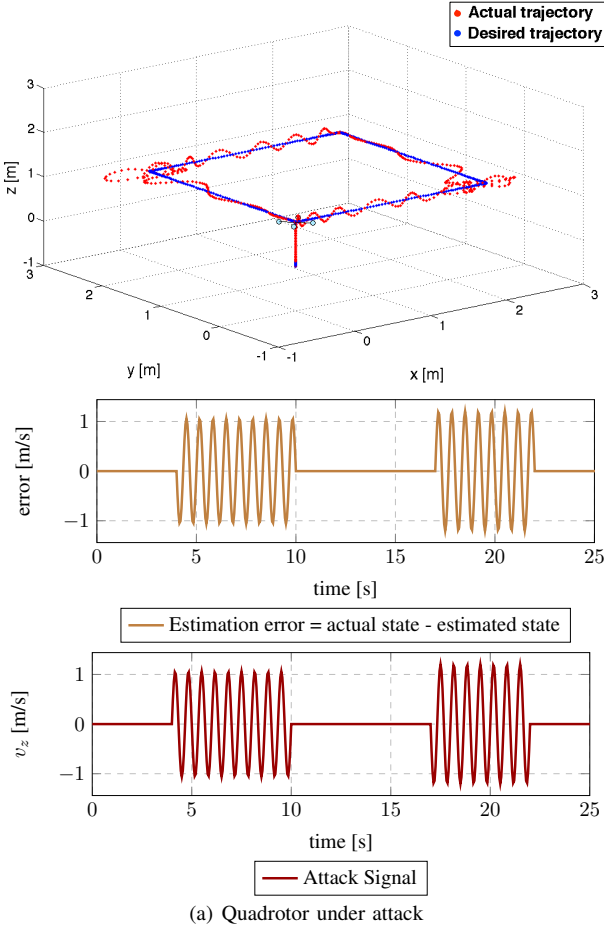 Actual trajectory
Desired trajectory
3
2
1
0
-1
z [m]
3
2
1
0
-1
y [m]
-1
0
1
2
3
x [m]
1
0
−1
error [m/s]
0 5 10 15 20 25
time [s]
Estimation error = actual state - estimated state
1
0
−1
v_z [m/s]
0 5 10 15 20 25
time [s]
Attack Signal
(a) Quadrotor under attack